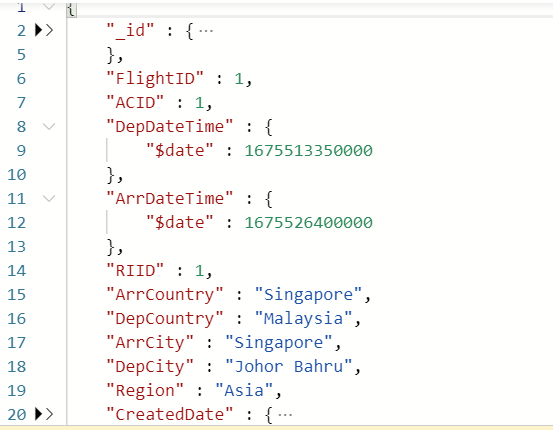 1 {
2 "_id" : { ...
5 },
6 "FlightID" : 1,
7 "ACID" : 1,
8 "DepDateTime" : {
9 "$date" : 1675513350000
10 },
11 "ArrDateTime" : {
12 "$date" : 1675526400000
13 },
14 "RIID" : 1,
15 "ArrCountry" : "Singapore",
16 "DepCountry" : "Malaysia",
17 "ArrCity" : "Singapore",
18 "DepCity" : "Johor Bahru",
19 "Region" : "Asia",
20 "CreatedDate" : { ...